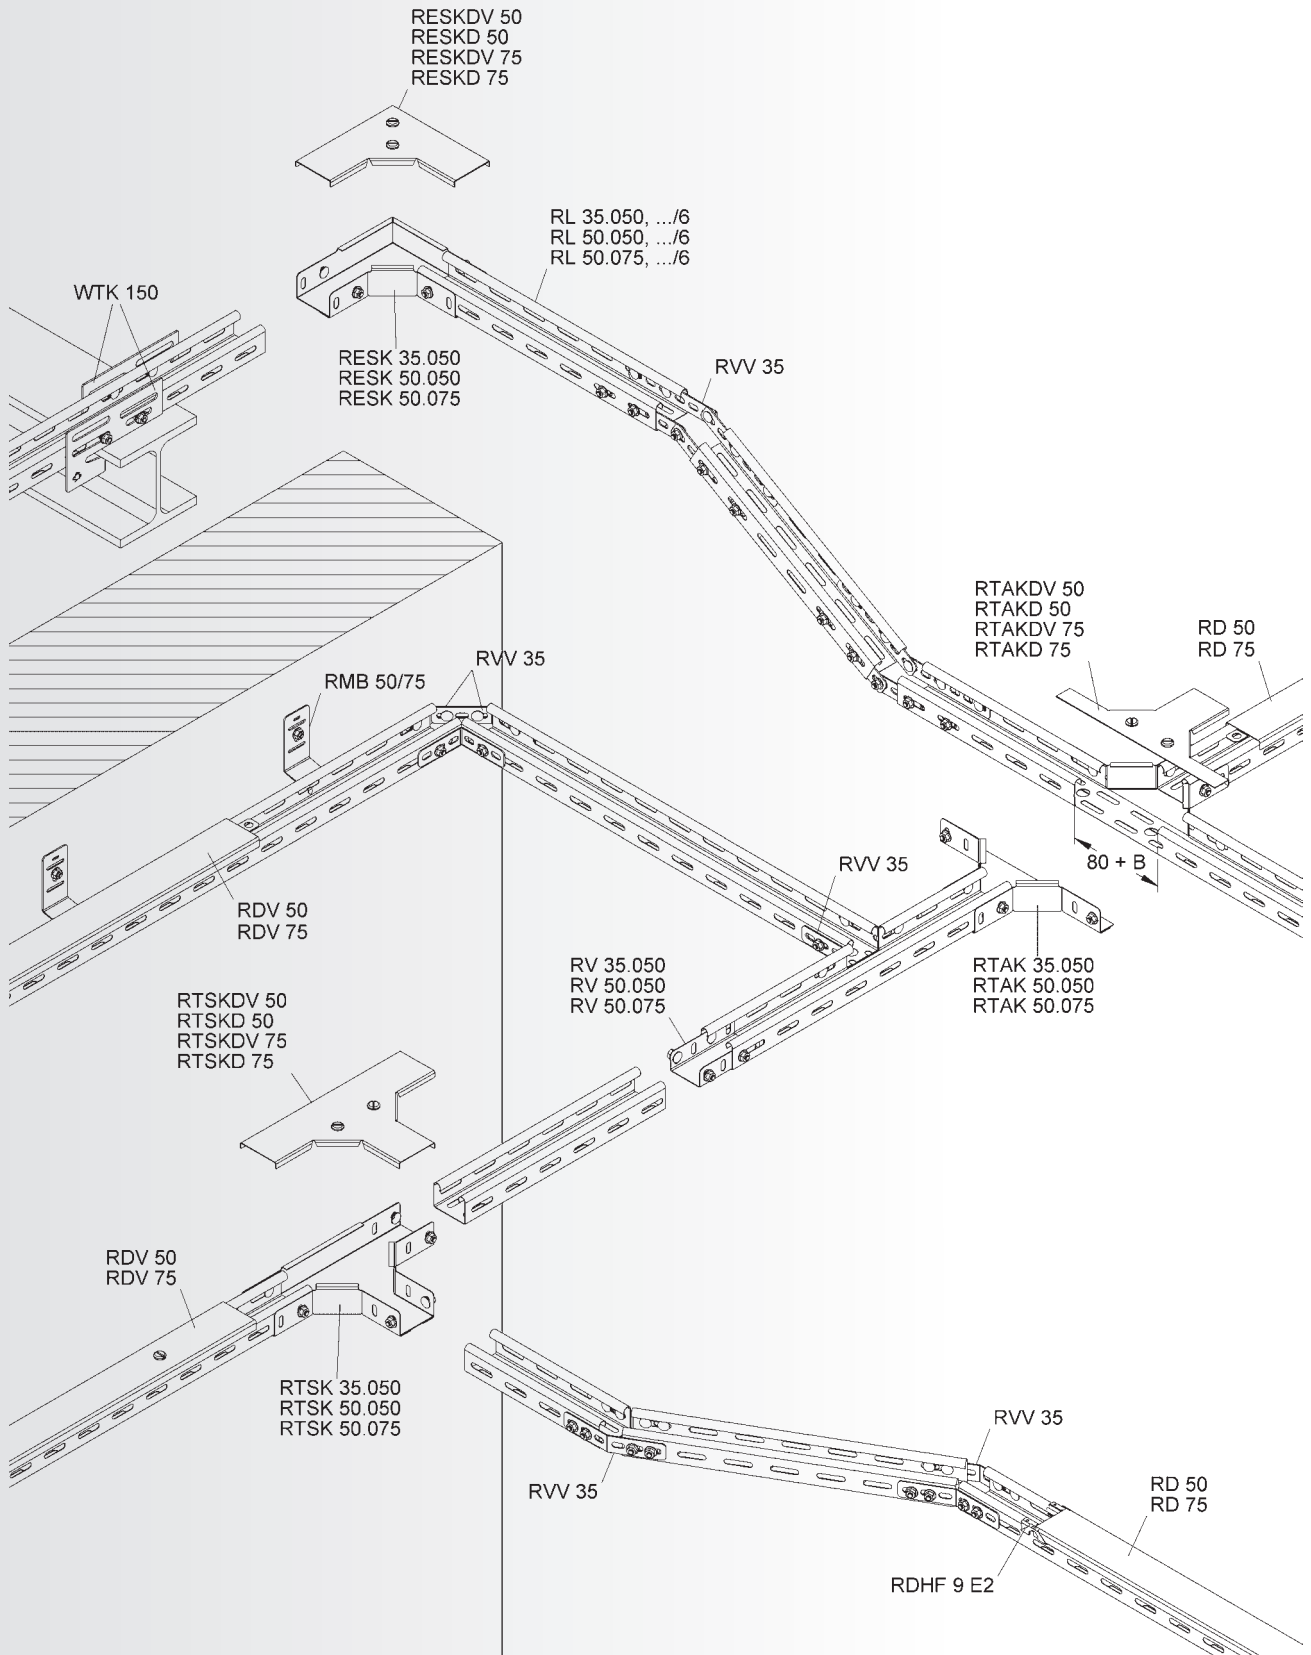 RESKDV 50
RESKD 50
RESKDV 75
RESKD 75
RL 35.050, .../6
RL 50.050, .../6
RL 50.075, .../6
WTK 150
RESK 35.050
RESK 50.050
RESK 50.075
RVV 35
RTAKDV 50
RTAKD 50
RTAKDV 75
RTAKD 75
RD 50
RD 75
RVV 35
RMB 50/75
80 + B
RVV 35
RDV 50
RDV 75
RV 35.050
RV 50.050
RV 50.075
RTAK 35.050
RTAK 50.050
RTAK 50.075
RTSKDV 50
RTSKD 50
RTSKDV 75
RTSKD 75
RDV 50
RDV 75
RTSK 35.050
RTSK 50.050
RTSK 50.075
RVV 35
RVV 35
RD 50
RD 75
RDHF 9 E2